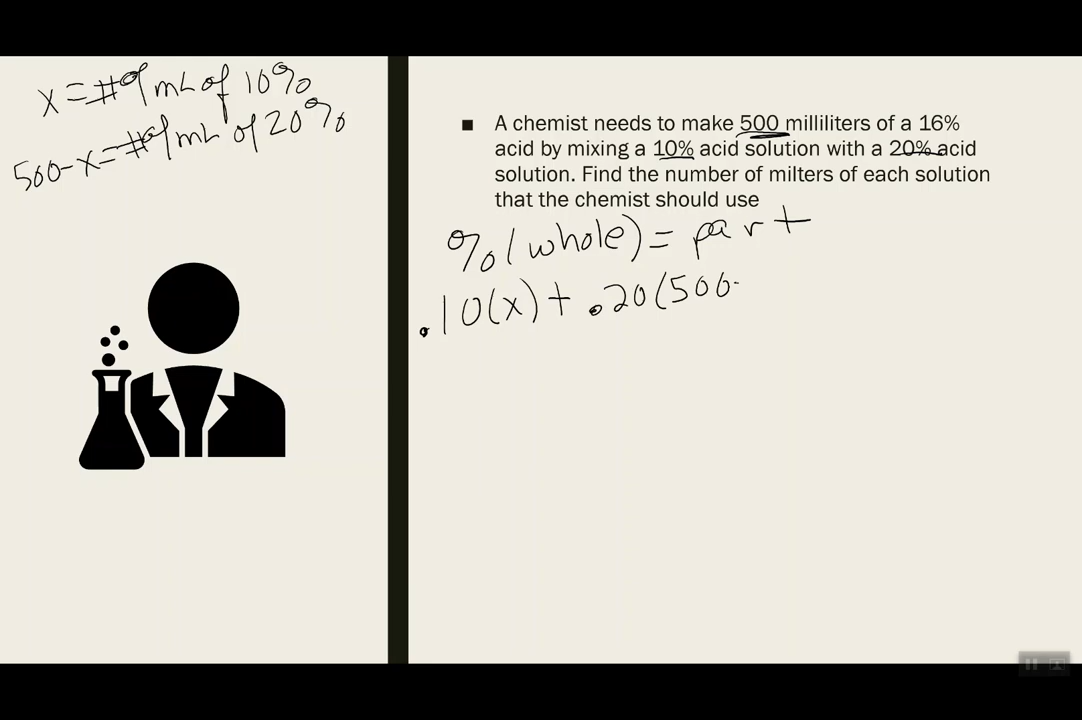 x = # of mL of 10%
500-x = # of mL of 20%
■ A chemist needs to make 500 milliliters of a 16%
acid by mixing a 10% acid solution with a 20% acid
solution. Find the number of milters of each solution
that the chemist should use
%(whole) = part
.10(x) + .20(500-